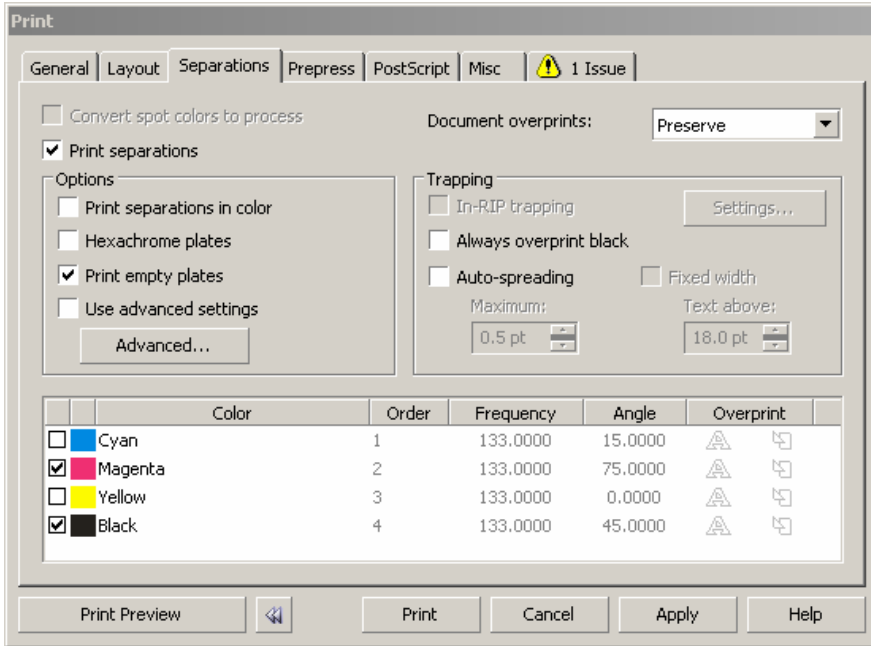 Print
General Layout Separations Prepress PostScript Misc 1 Issue
Convert spot colors to process
Document overprints: Preserve
Print separations
Options
Print separations in color
Hexachrome plates
Print empty plates
Use advanced settings
Advanced...
Trapping
In-RIP trapping Settings...
Always overprint black
Auto-spreading Fixed width
Maximum: Text above:
0.5 pt 18.0 pt
Color Order Frequency Angle Overprint
Cyan 1 133.0000 15.0000
Magenta 2 133.0000 75.0000
Yellow 3 133.0000 0.0000
Black 4 133.0000 45.0000
Print Preview Print Cancel Apply Help